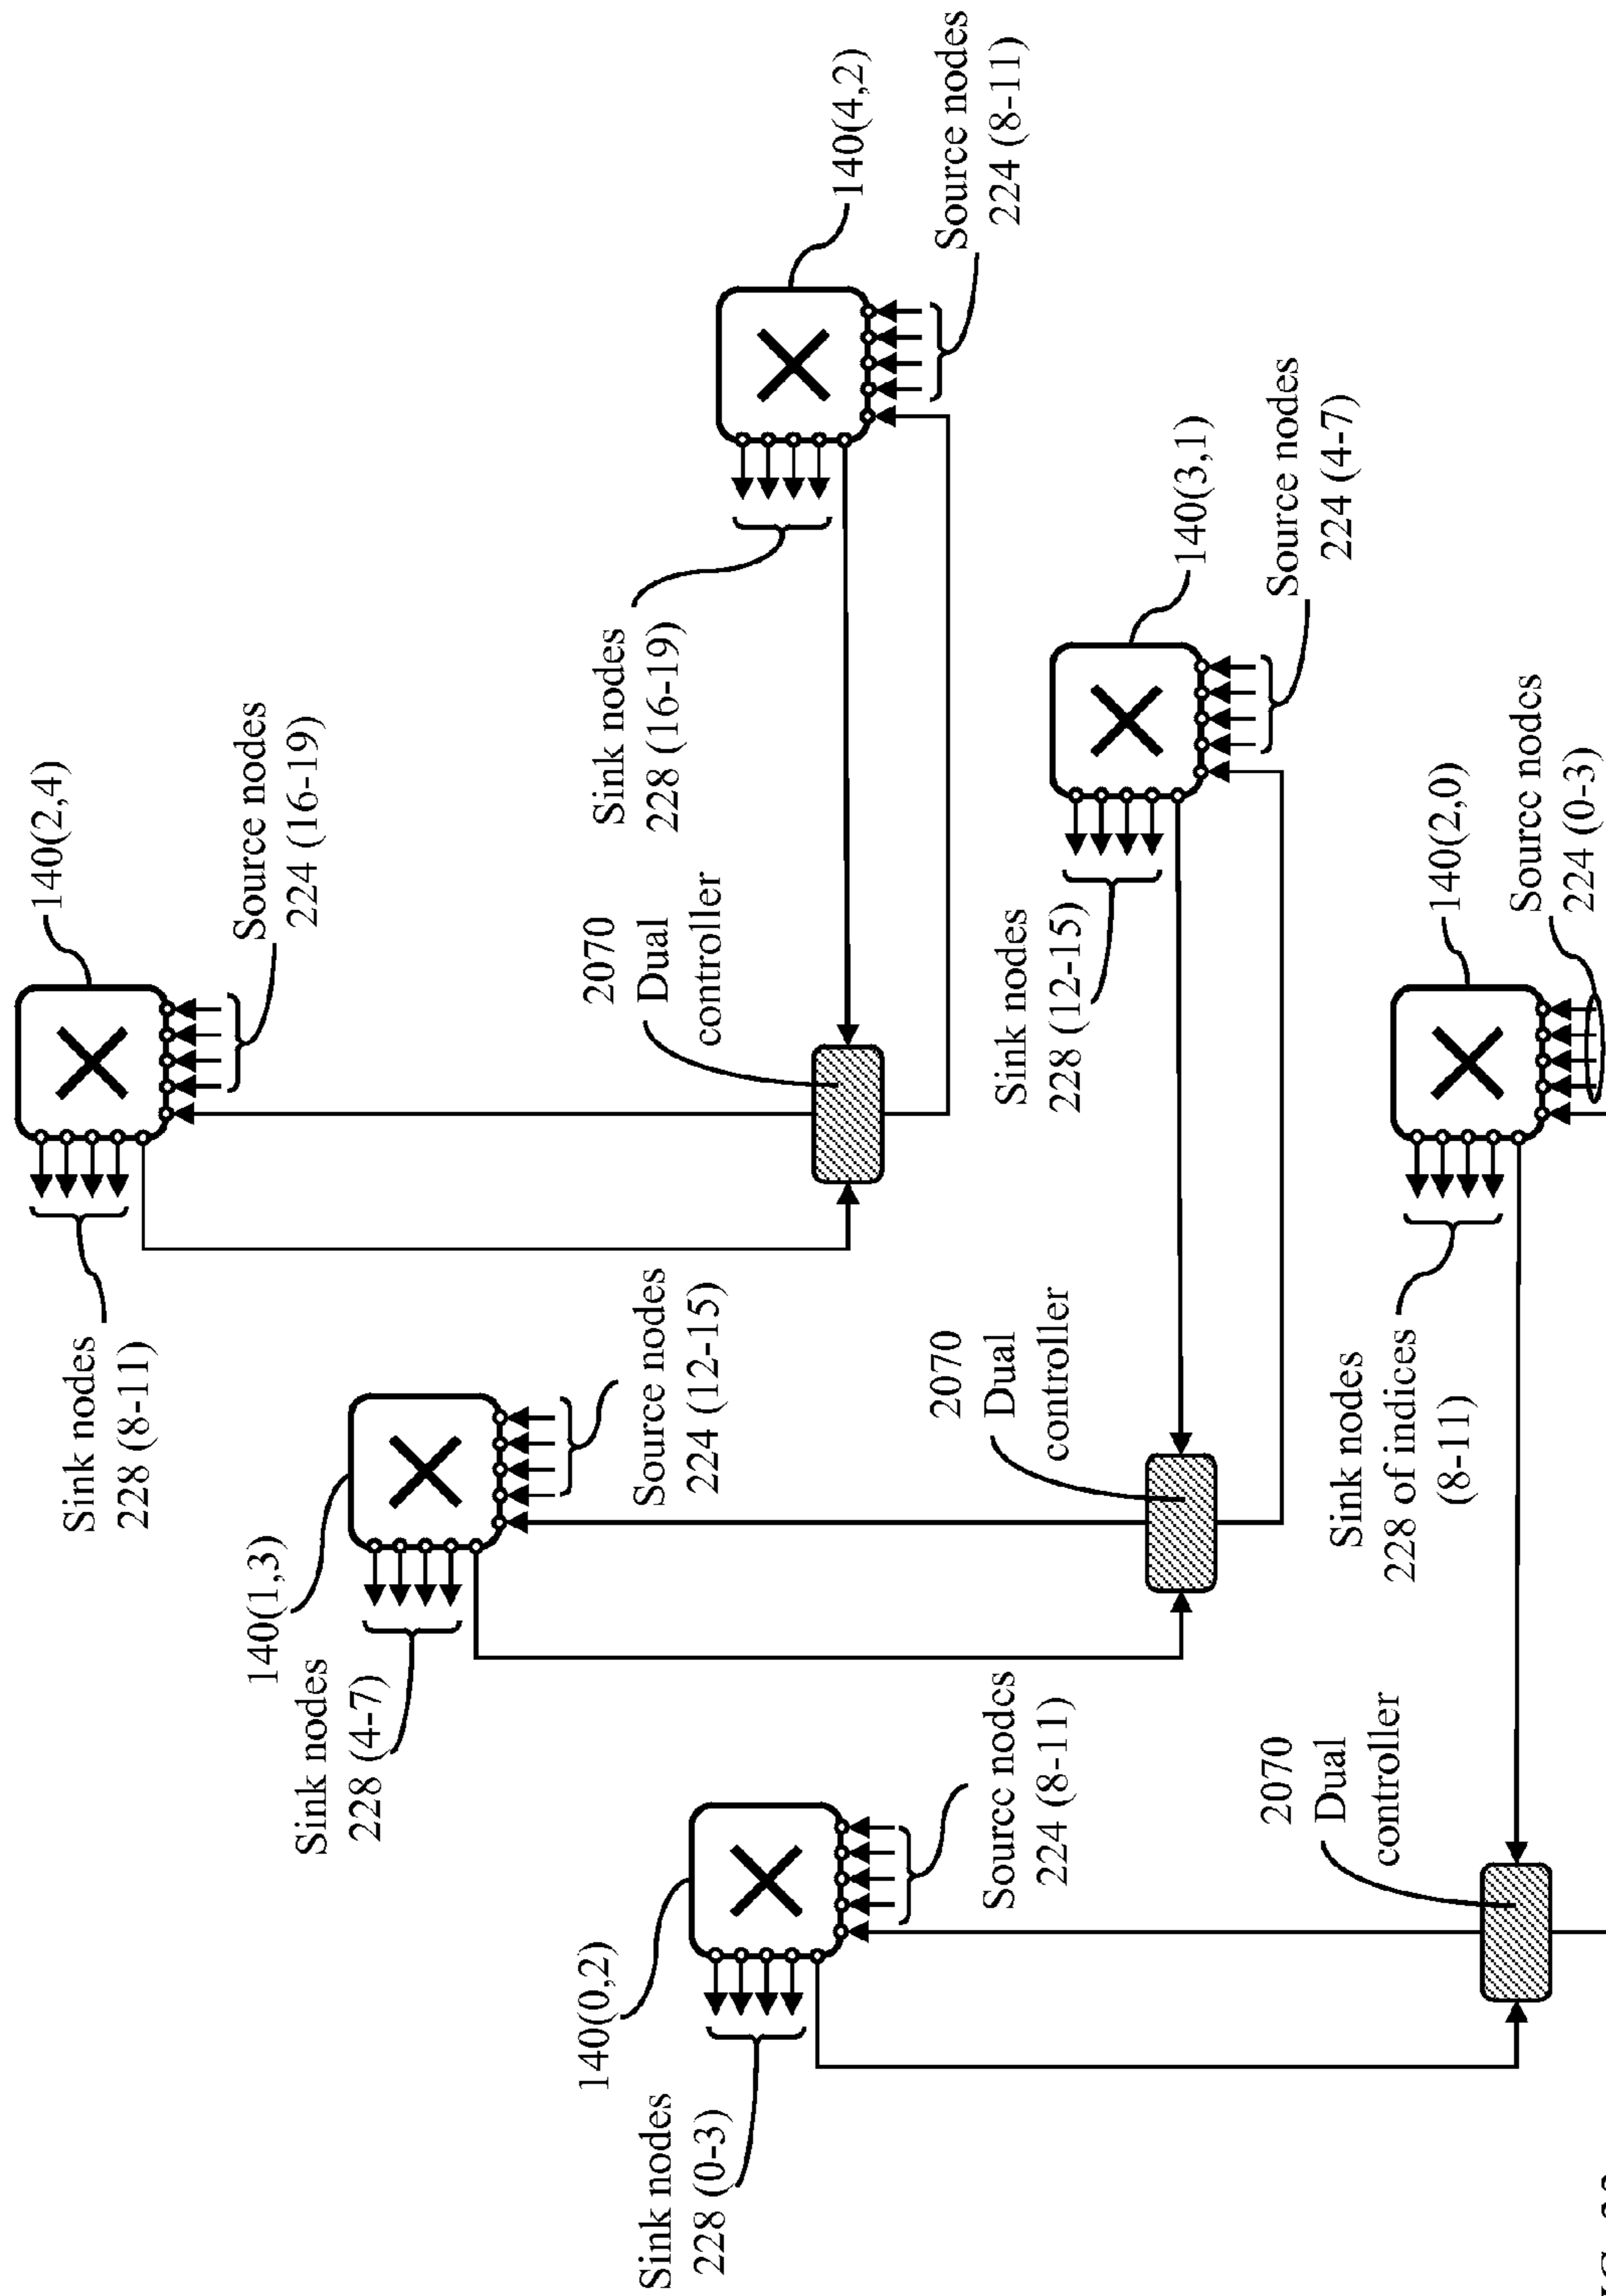 140(2,4)
Sink nodes
228 (8-11)
Source nodes
224 (16-19)
140(1,3)
Sink nodes
228 (4-7)
Source nodes
224 (12-15)
140(0,2)
Sink nodes
228 (0-3)
Source nodes
224 (8-11)
2070
Dual
controller
Sink nodes
228 (16-19)
140(4,2)
Source nodes
224 (8-11)
2070
Dual
controller
Sink nodes
228 (12-15)
140(3,1)
Source nodes
224 (4-7)
2070
Dual
controller
Sink nodes
228 of indices
(8-11)
140(2,0)
Source nodes
224 (0-3)